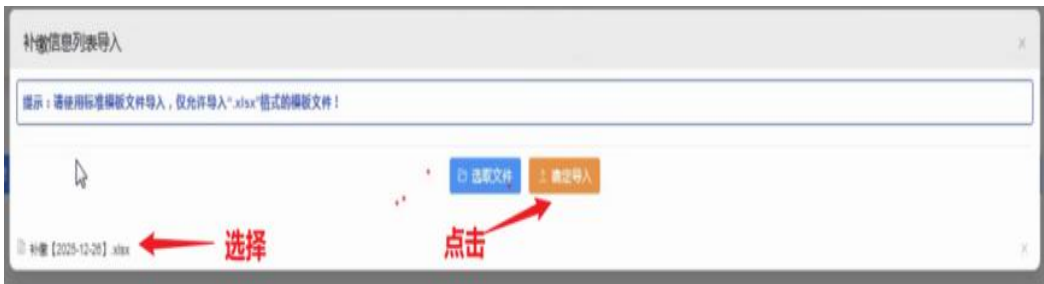 补缴信息列表导入
提示：请使用标准模板文件导入，仅允许导入“.xlsx”格式的模板文件！
选取文件 确定导入
补缴【2025-12-26】.xlsx 选择 点击